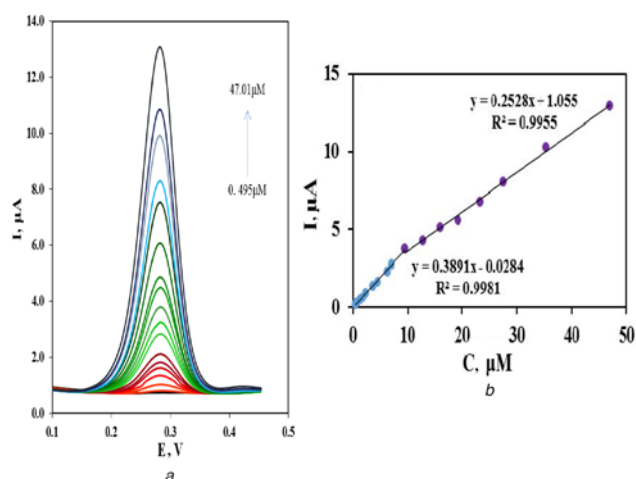 14.0
12.0
10.0
8.0
6.0
4.0
2.0
0.0
I, µA
47.01µM
0. 495µM
0.1
0.2
0.3
0.4
0.5
E, V
a
15
10
5
0
I, µA
y = 0.2528x + 1.055
R² = 0.9955
y = 0.3891x - 0.0284
R² = 0.9981
0
10
20
30
40
50
C, µM
b